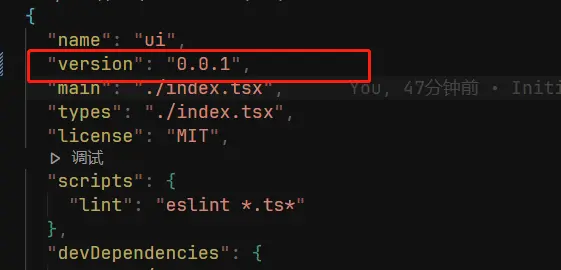 {
"name": "ui",
"version": "0.0.1",
"main": "./index.tsx", You, 47分钟前 • Initi
"types": "./index.tsx",
"license": "MIT",
▷ 调试
"scripts": {
"lint": "eslint *.ts*"
},
"devDependencies": {